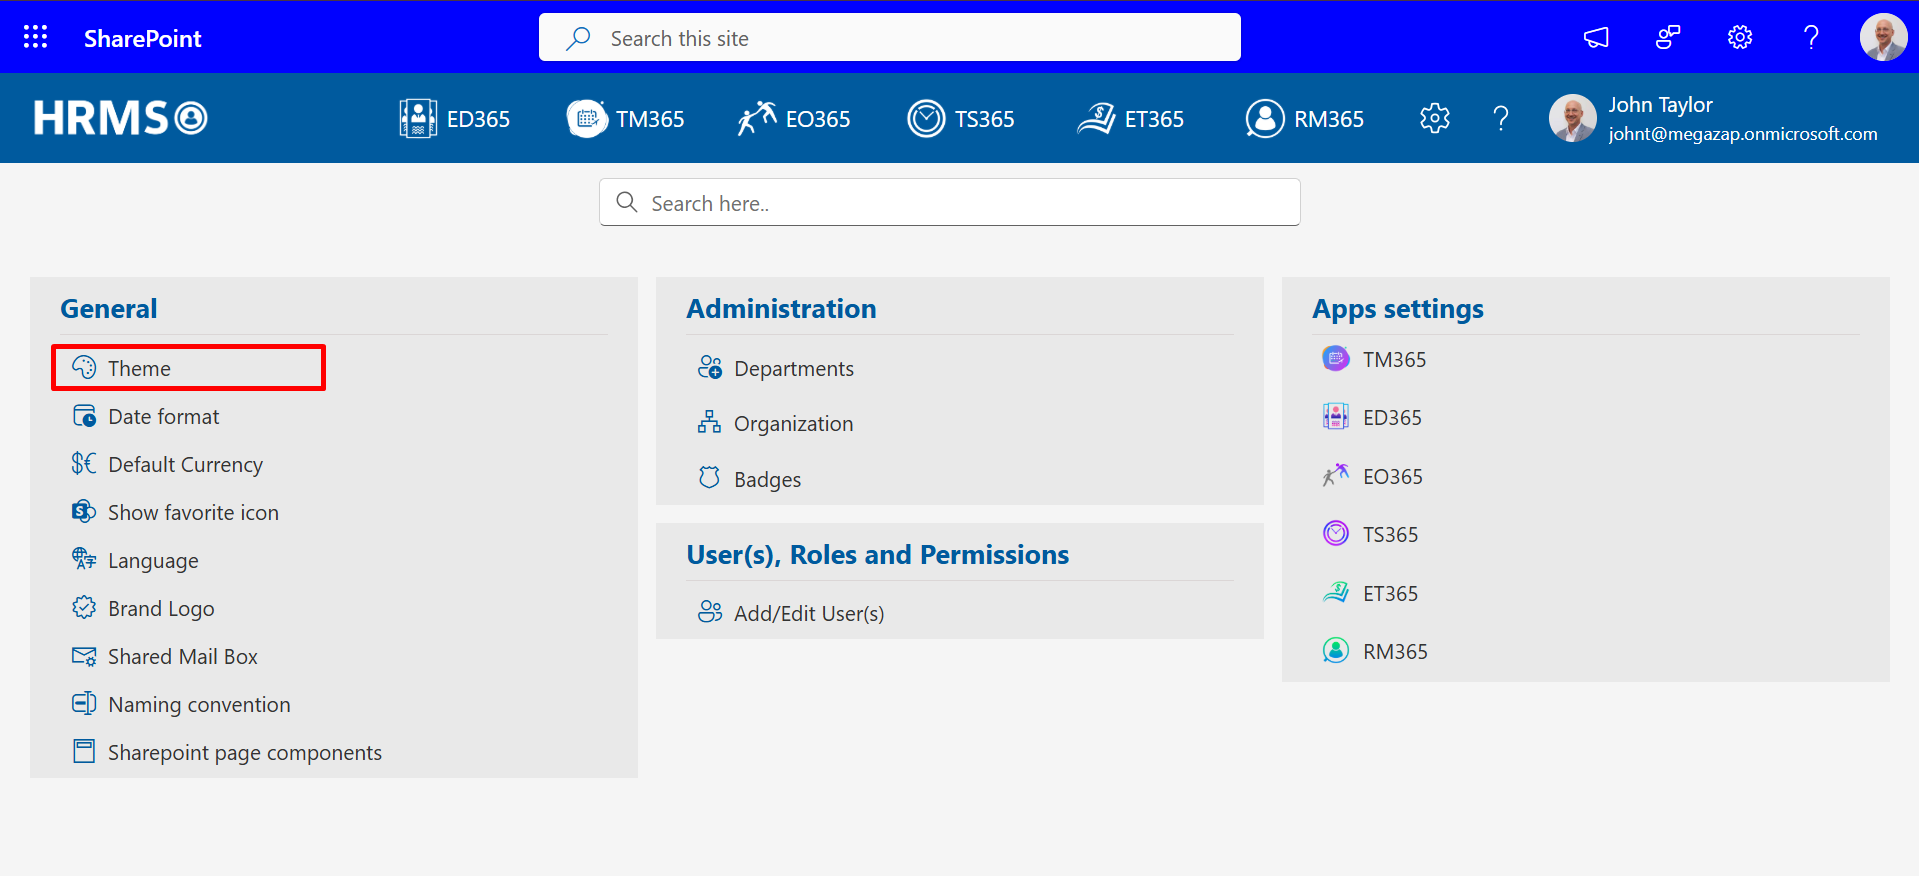 SharePoint
Search this site
HRMS
ED365
TM365
EO365
TS365
ET365
RM365
John Taylor
johnt@megazap.onmicrosoft.com
Search here..
General
Theme
Date format
Default Currency
Show favorite icon
Language
Brand Logo
Shared Mail Box
Naming convention
Sharepoint page components
Administration
Departments
Organization
Badges
User(s), Roles and Permissions
Add/Edit User(s)
Apps settings
TM365
ED365
EO365
TS365
ET365
RM365